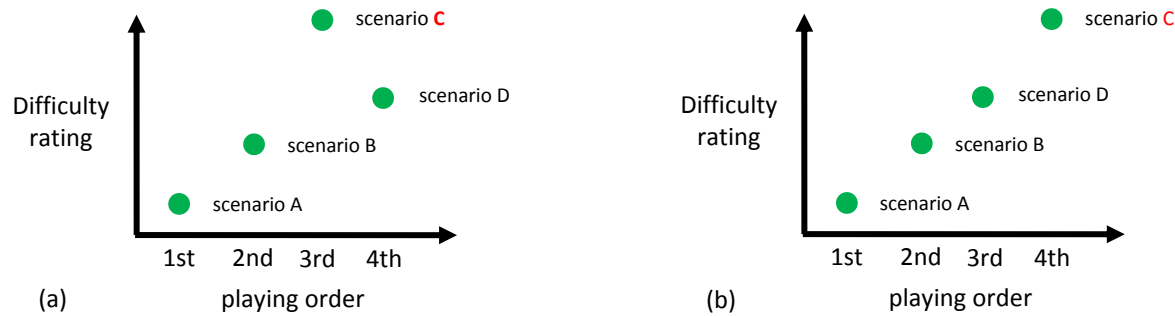 scenario C
Difficulty
rating
scenario D
scenario B
scenario A
1st 2nd 3rd 4th
(a) playing order
scenario C
Difficulty
rating
scenario D
scenario B
scenario A
1st 2nd 3rd 4th
(b) playing order